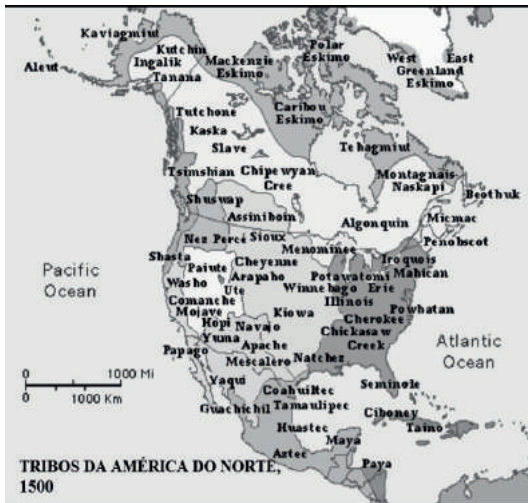 Kaviagmiut
Kutchin
Aleut
Ingalik
Tanana
Mackenzie
Eskimo
Polar
Eskimo
West
East
Greenland
Eskimo
Caribou
Eskimo
Tutchone
Kaska
Slave
Tehagmiut
Tsimshian
Chipewyan
Cree
Montagnais-
Naskapi
Beothuk
Shuswap
Assiniboin
Algonquin
Micmac
Penobscot
Nez Percé
Sioux
Menominee
Iroquois
Mahican
Shasta
Paiute
Cheyenne
Potawatomi
Pacific
Ocean
Washo
Arapaho
Winnebago
Erie
Ute
Illinois
Comanche
Mojave
Kiowa
Powhatan
Hopi
Navajo
Cherokee
Yuma
Chickasaw
Atlantic
Ocean
Papago
Apache
Creek
Mescalero
Natchez
0 1000 Mi
0 1000 Km
Yaqui
Coahuiltec
Seminole
Guachichil
Tamaulipec
Ciboney
Huastec
Taino
Maya
Aztec
Paya
TRIBOS DA AMÉRICA DO NORTE,
1500